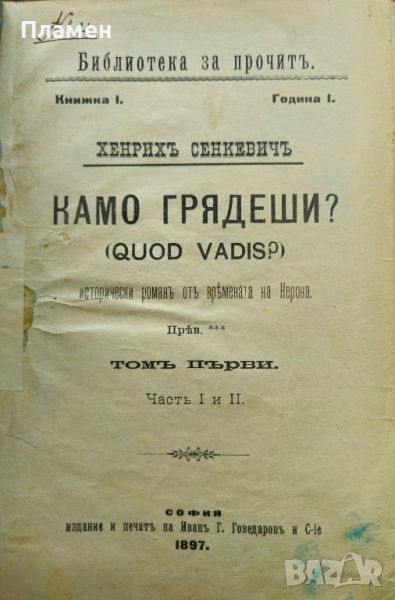 Пламен
Библиотека за прочитъ.
Книжка I. Година I.
ХЕНРИХЪ СЕНКЕВИЧЪ
КАМО ГРЯДЕШИ?
(QUOD VADIS?)
исторически романъ отъ врѣмената на Нерона.
Прѣв. ***
ТОМЪ ПЪРВИ.
Часть I и II.
СОФИЯ
издание и печатъ на Иванъ Г. Говедаровъ и С-ie
1897.
BAZAR